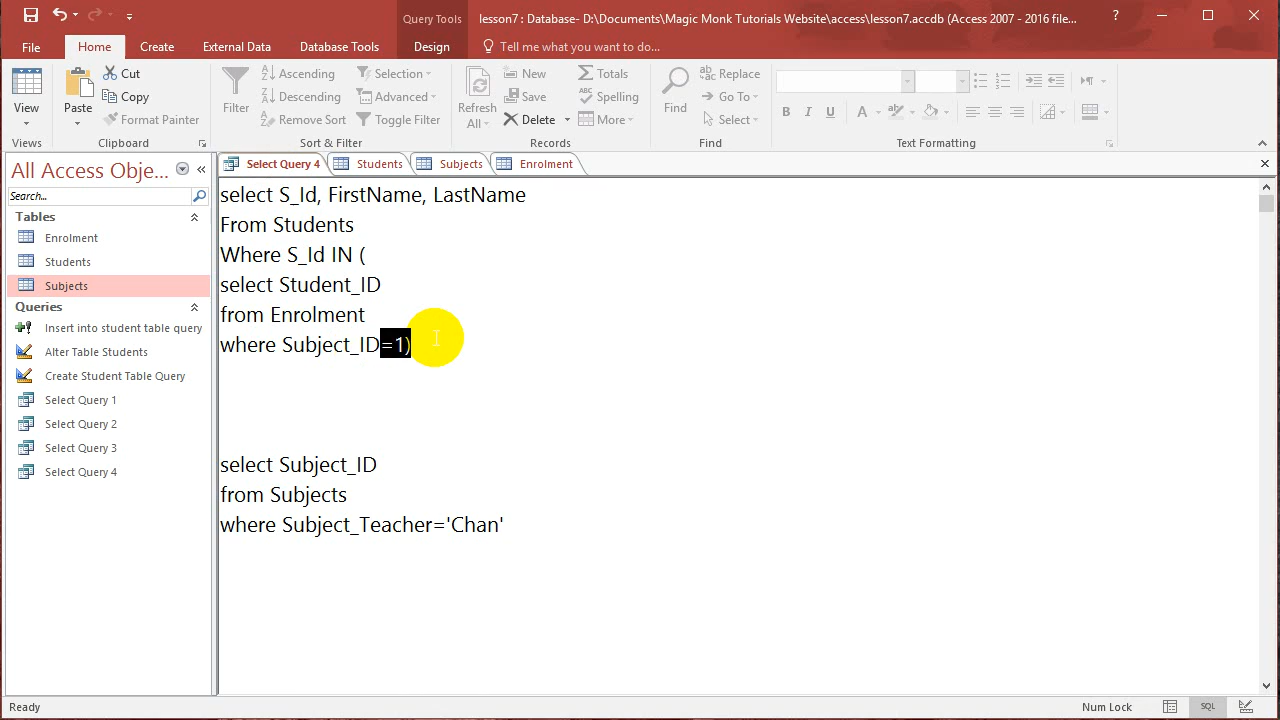 Query Tools
lesson7 : Database- D:\Documents\Magic Monk Tutorials Website\access\lesson7.accdb (Access 2007 - 2016 file...
?
File Home Create External Data Database Tools Design Tell me what you want to do...
View
Views
Paste
Cut
Copy
Format Painter
Clipboard
Filter
Ascending
Descending
Remove Sort
Selection
Advanced
Toggle Filter
Sort & Filter
Refresh
All
New
Save
Delete
Totals
Spelling
More
Records
Find
Replace
Go To
Select
Find
B I U A
Text Formatting
All Access Obje...
Search...
Tables
Enrolment
Students
Subjects
Queries
Insert into student table query
Alter Table Students
Create Student Table Query
Select Query 1
Select Query 2
Select Query 3
Select Query 4
Select Query 4 Students Subjects Enrolment
select S_Id, FirstName, LastName
From Students
Where S_Id IN (
select Student_ID
from Enrolment
where Subject_ID=1)
select Subject_ID
from Subjects
where Subject_Teacher='Chan'
Ready
Num Lock
SQL